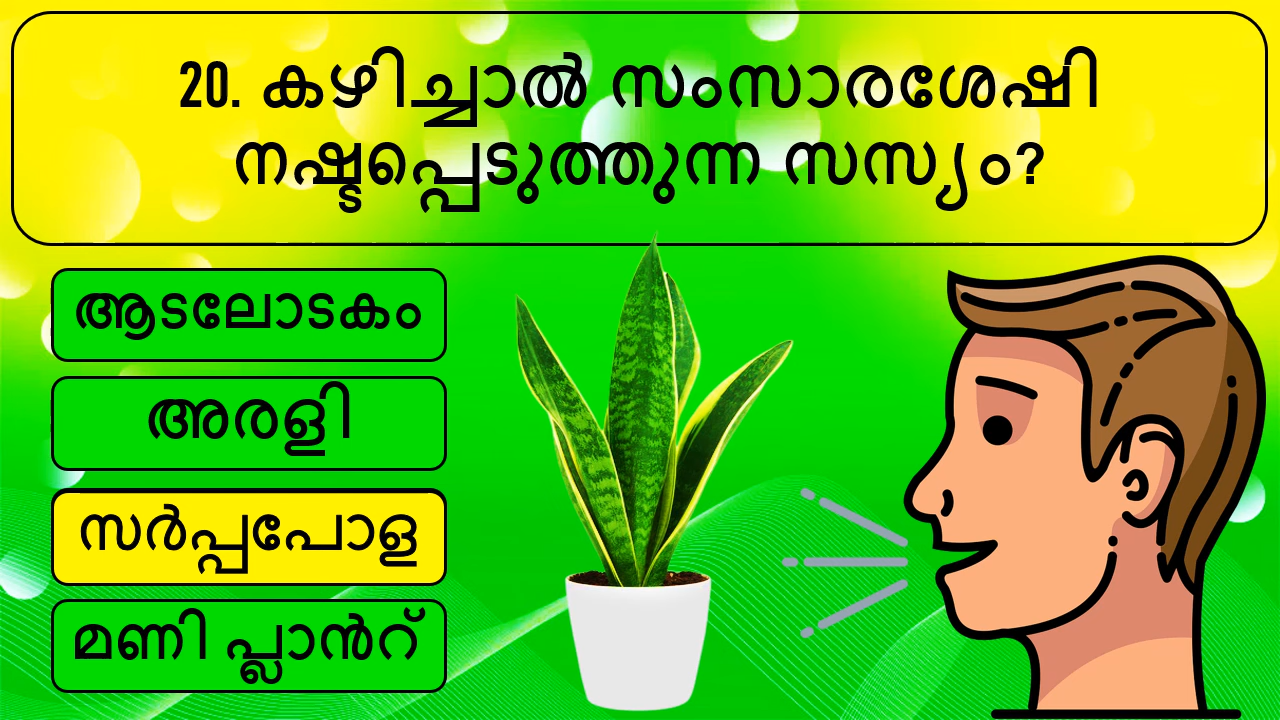 20. കഴിച്ചാൽ സംസാരശേഷി
നഷ്ടപ്പെടുത്തുന്ന സസ്യം?
ആടലോടകം
അരളി
സർപ്പപോള
മണി പ്ലാൻറ്